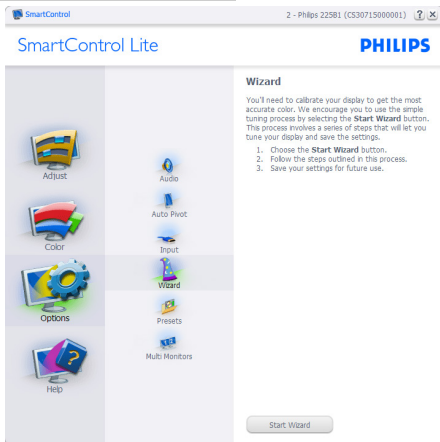 SmartControl
2 - Philips 225B1 (CS30715000001)
SmartControl Lite
PHILIPS
Adjust
Color
Options
Help
Audio
Auto Pivot
Input
Wizard
Presets
Multi Monitors
Wizard
You'll need to calibrate your display to get the most
accurate color. We encourage you to use the simple
tuning process by selecting the Start Wizard button.
This process involves a series of steps that will let you
tune your display and save the settings.
1. Choose the Start Wizard button.
2. Follow the steps outlined in this process.
3. Save your settings for future use.
Start Wizard